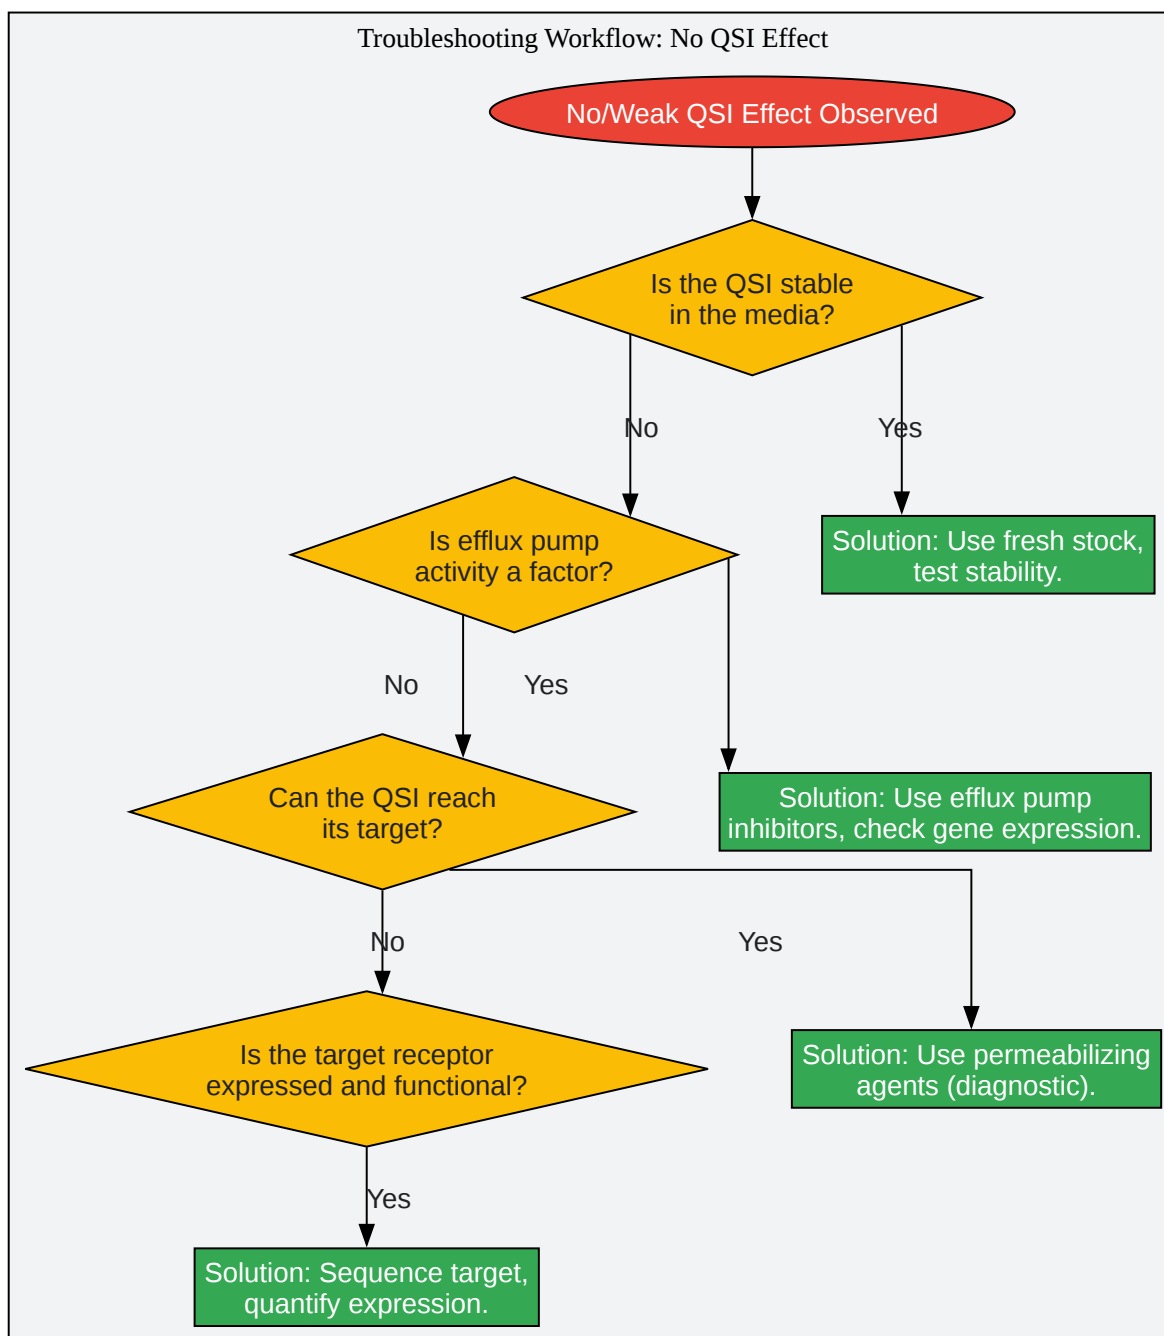 Troubleshooting Workflow: No QSI Effect
No/Weak QSI Effect Observed
Is the QSI stable
in the media?
No
Yes
Is efflux pump
activity a factor?
Solution: Use fresh stock,
test stability.
No
Yes
Can the QSI reach
its target?
Solution: Use efflux pump
inhibitors, check gene expression.
No
Yes
Is the target receptor
expressed and functional?
Solution: Use permeabilizing
agents (diagnostic).
Yes
Solution: Sequence target,
quantify expression.